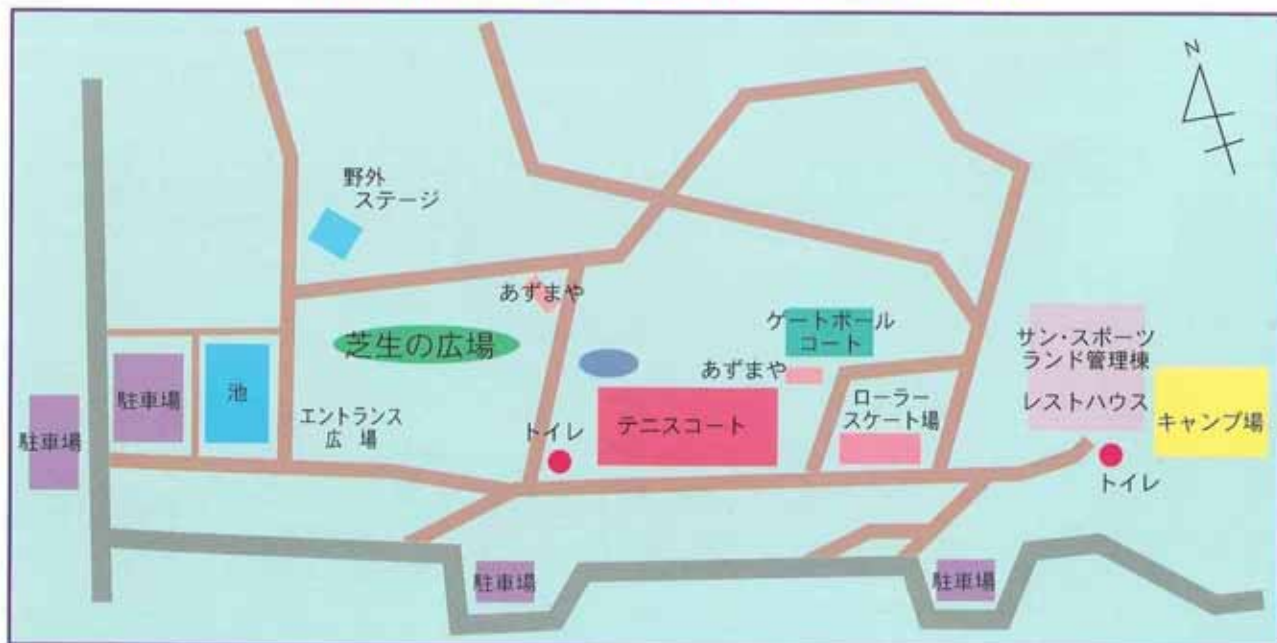 N
野外
ステージ
あずまや
芝生の広場
ゲートボール
コート
あずまや
サン・スポーツ
ランド管理棟
レストハウス
キャンプ場
駐車場
駐車場
池
エントランス
広 場
トイレ
テニスコート
ローラー
スケート場
トイレ
駐車場
駐車場